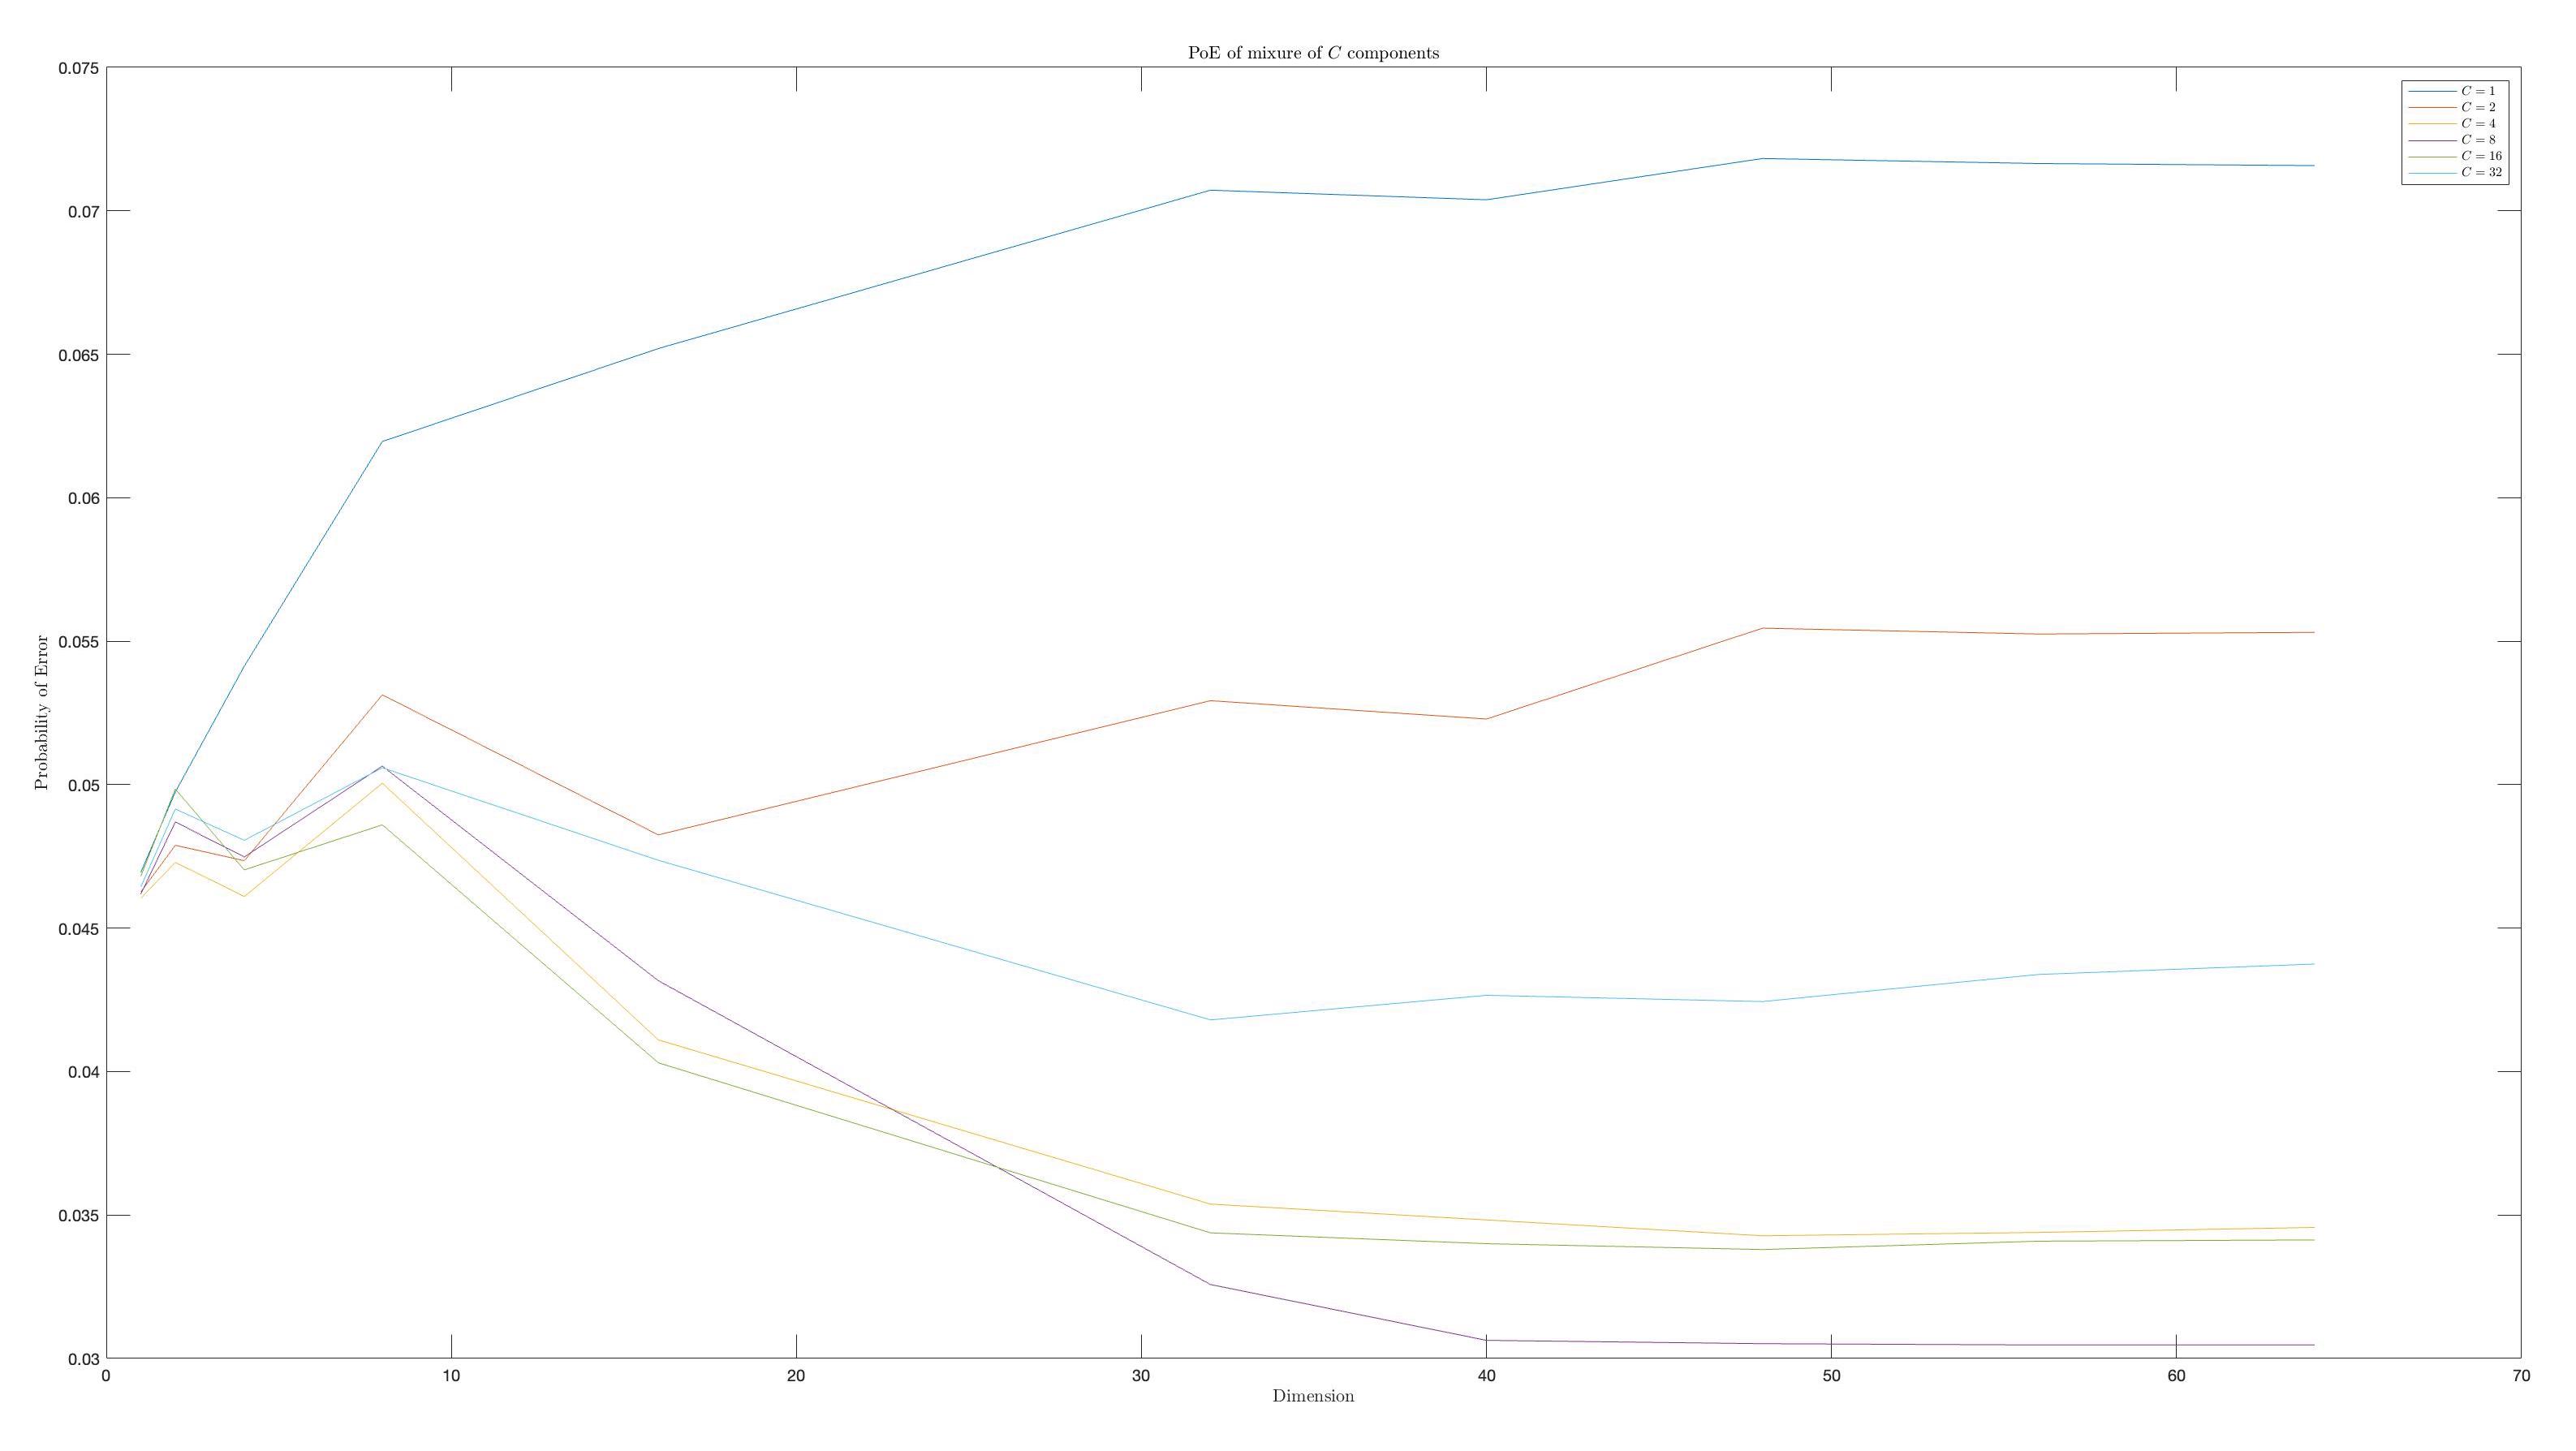 PoE of mixure of C components
0.075
0.07
0.065
0.06
0.055
0.05
0.045
0.04
0.035
0.03
Probability of Error
C = 1
C = 2
C = 4
C = 8
C = 16
C = 32
0 10 20 30 40 50 60 70
Dimension